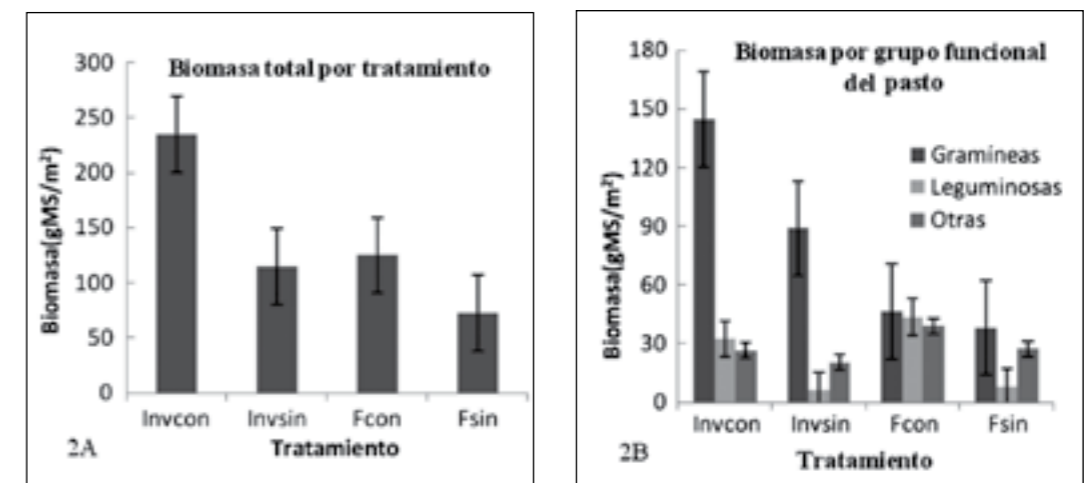 Biomasa total por tratamiento
Biomasa(gMS/m²)
300
250
200
150
100
50
0
Invcon Invsin Fcon Fsin
2A Tratamiento
Biomasa por grupo funcional
del pasto
Biomasa(gMS/m²)
180
150
120
90
60
30
0
Gramíneas
Leguminosas
Otras
Invcon Invsin Fcon Fsin
2B Tratamiento